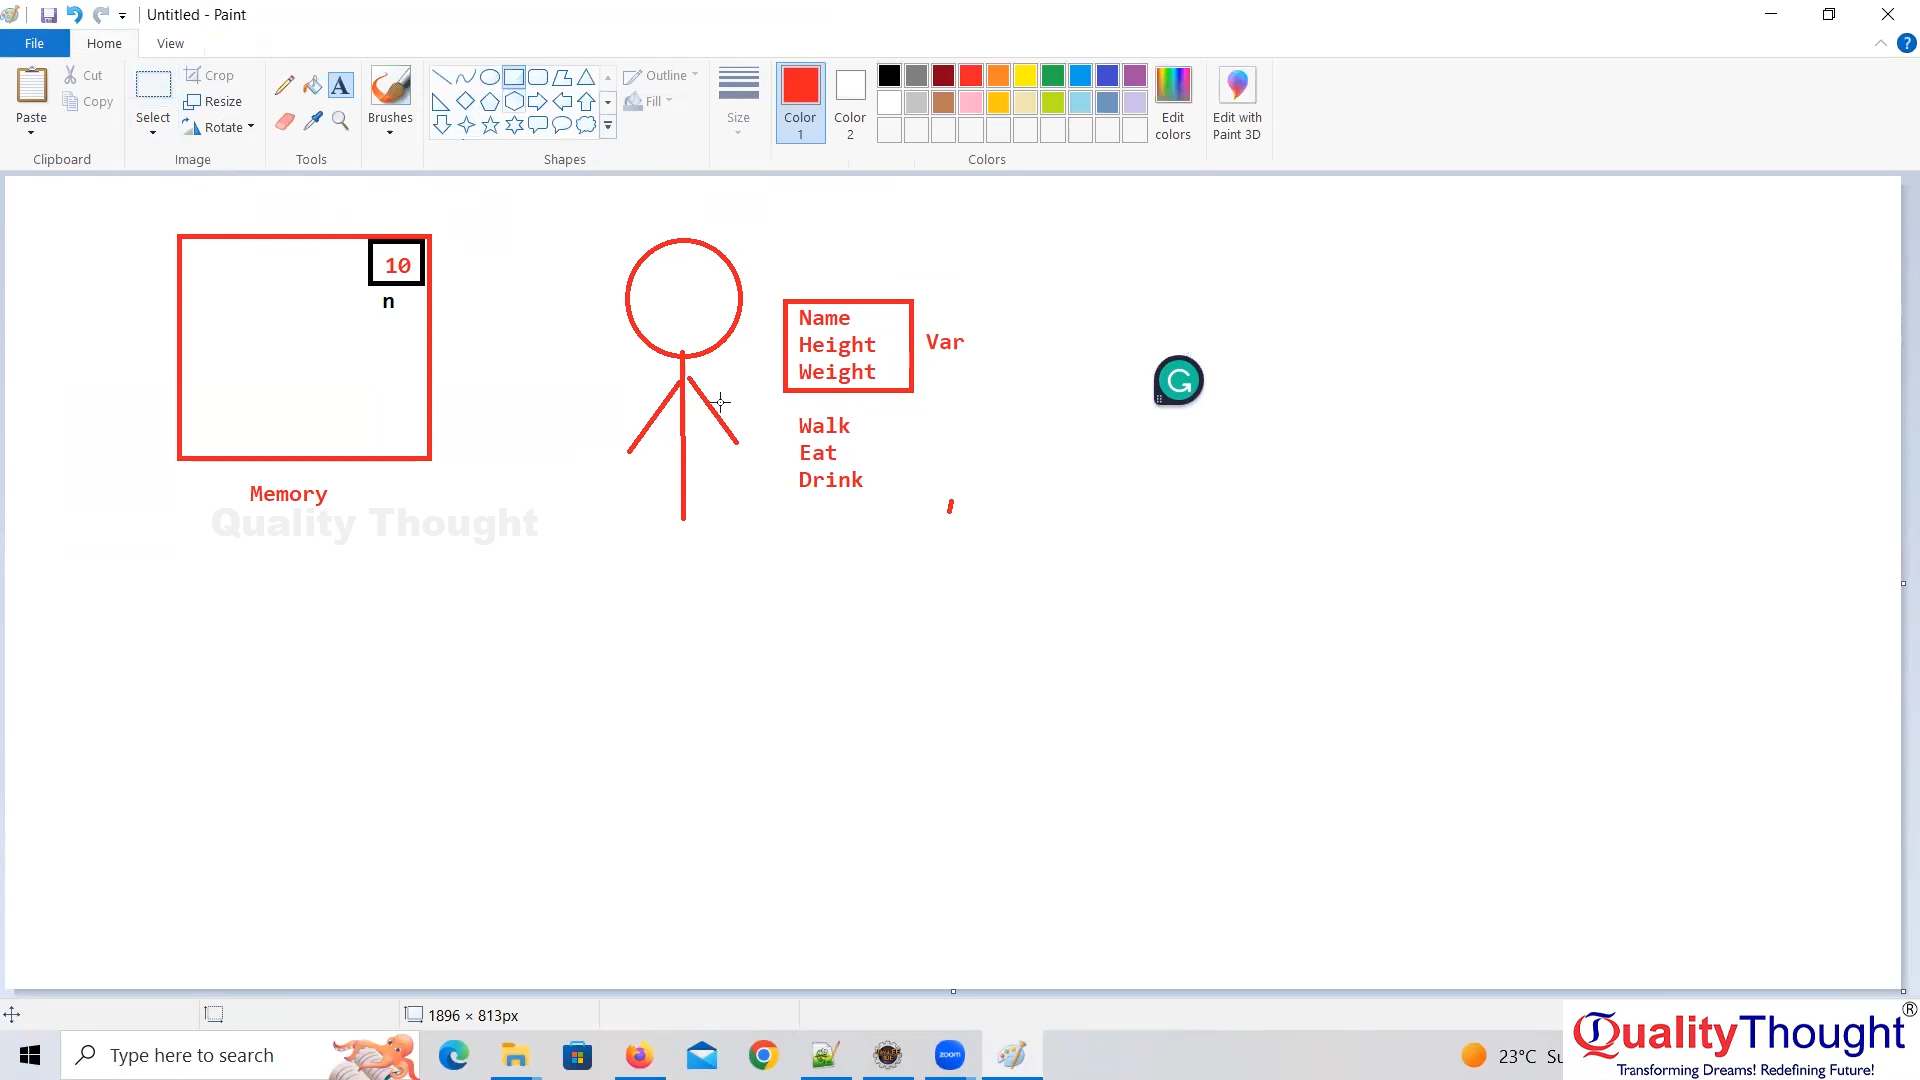 Untitled - Paint
File
Home
View
Paste
Cut
Copy
Clipboard
Select
Crop
Resize
Rotate
Image
A
Tools
Brushes
Outline
Fill
Shapes
Size
Color 1
Color 2
Edit colors
Edit with Paint 3D
Colors
?
10
n
Memory
Quality Thought
Name
Height
Weight
Var
Walk
Eat
Drink
G
1896 × 813px
Type here to search
zoom
23°C Su
QualityThought®
Transforming Dreams! Redefining Future!